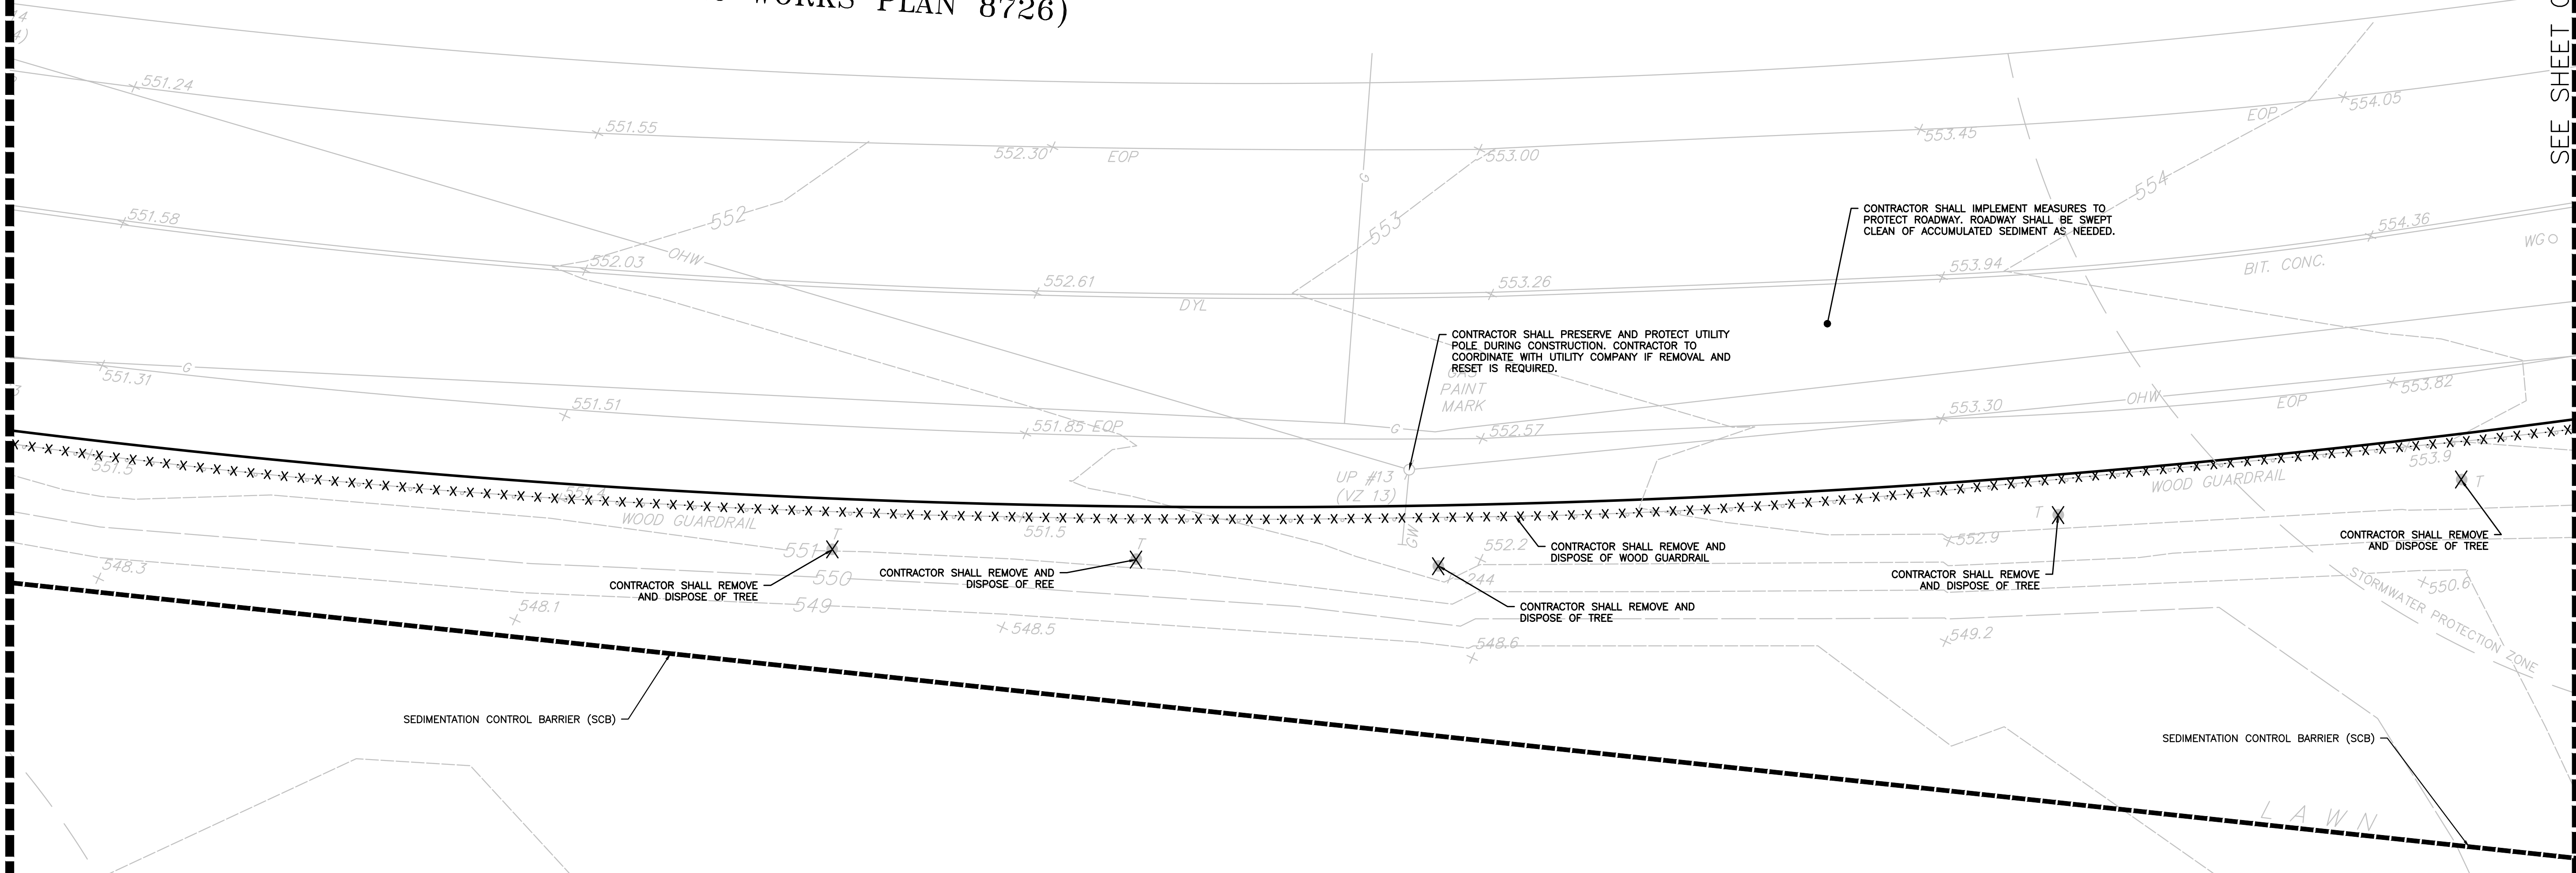 WORKS PLAN 8726)
SEE SHEET
4)
551.24
551.55
552.30
EOP
G
553.00
553.45
EOP
554.05
551.58
552
OHW
552.03
552.61
DYL
553
553.26
CONTRACTOR SHALL IMPLEMENT MEASURES TO
PROTECT ROADWAY. ROADWAY SHALL BE SWEPT
CLEAN OF ACCUMULATED SEDIMENT AS NEEDED.
553.94
554
554.36
BIT. CONC.
WG
CONTRACTOR SHALL PRESERVE AND PROTECT UTILITY
POLE DURING CONSTRUCTION. CONTRACTOR TO
COORDINATE WITH UTILITY COMPANY IF REMOVAL AND
RESET IS REQUIRED.
GAS
PAINT
MARK
551.31
G
551.51
551.85 EOP
G
552.57
553.30
OHW
EOP
553.82
551.5
551.4
WOOD GUARDRAIL
UP #13
(VZ 13)
GW
WOOD GUARDRAIL
553.9
T
551
T
551.5
T
552.2
552.9
T
548.3
550
549
244
CONTRACTOR SHALL REMOVE
AND DISPOSE OF TREE
CONTRACTOR SHALL REMOVE AND
DISPOSE OF REE
CONTRACTOR SHALL REMOVE AND
DISPOSE OF WOOD GUARDRAIL
CONTRACTOR SHALL REMOVE AND
DISPOSE OF TREE
CONTRACTOR SHALL REMOVE
AND DISPOSE OF TREE
CONTRACTOR SHALL REMOVE
AND DISPOSE OF TREE
548.1
548.5
548.6
549.2
550.6
STORMWATER PROTECTION ZONE
SEDIMENTATION CONTROL BARRIER (SCB)
SEDIMENTATION CONTROL BARRIER (SCB)
LAWN